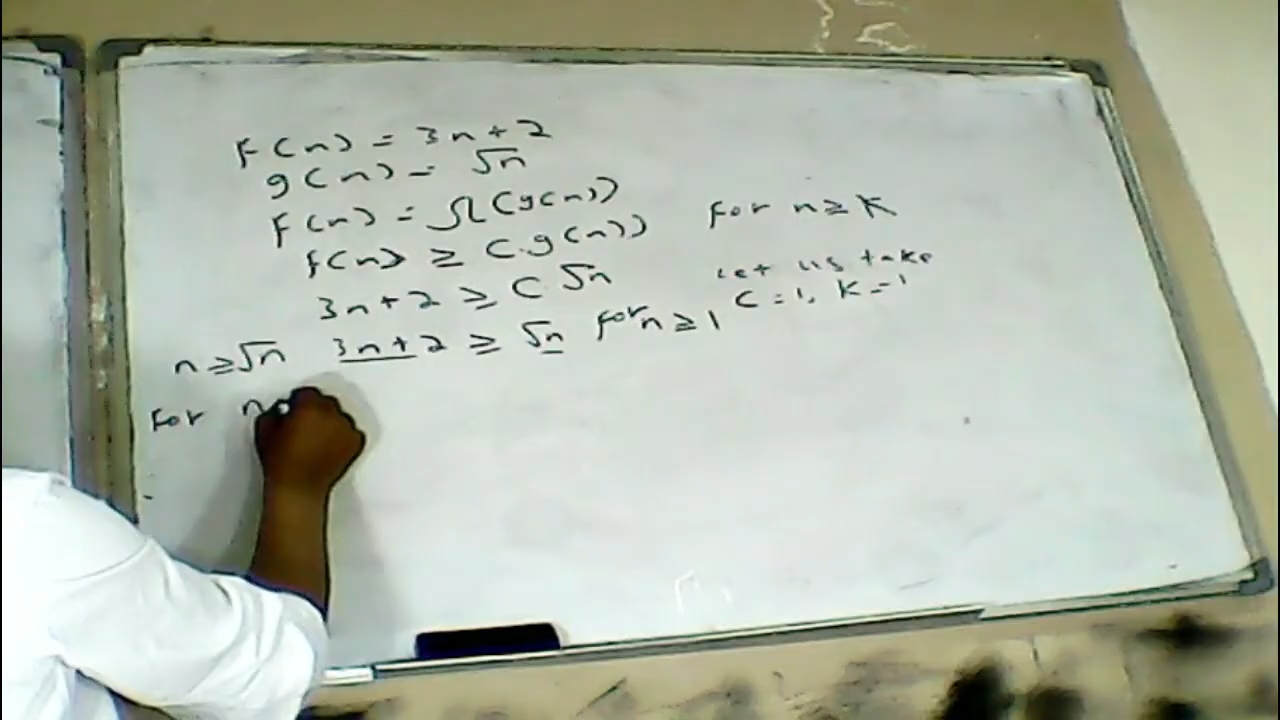 F(n) = 3n+2
g(n) = √n
F(n) = Ω(g(n))
f(n) ≥ C.g(n)) for n≥K
3n+2 ≥ C √n let us take
C=1, K=1
n≥√n 3n+2 ≥ √n for n≥1
For n